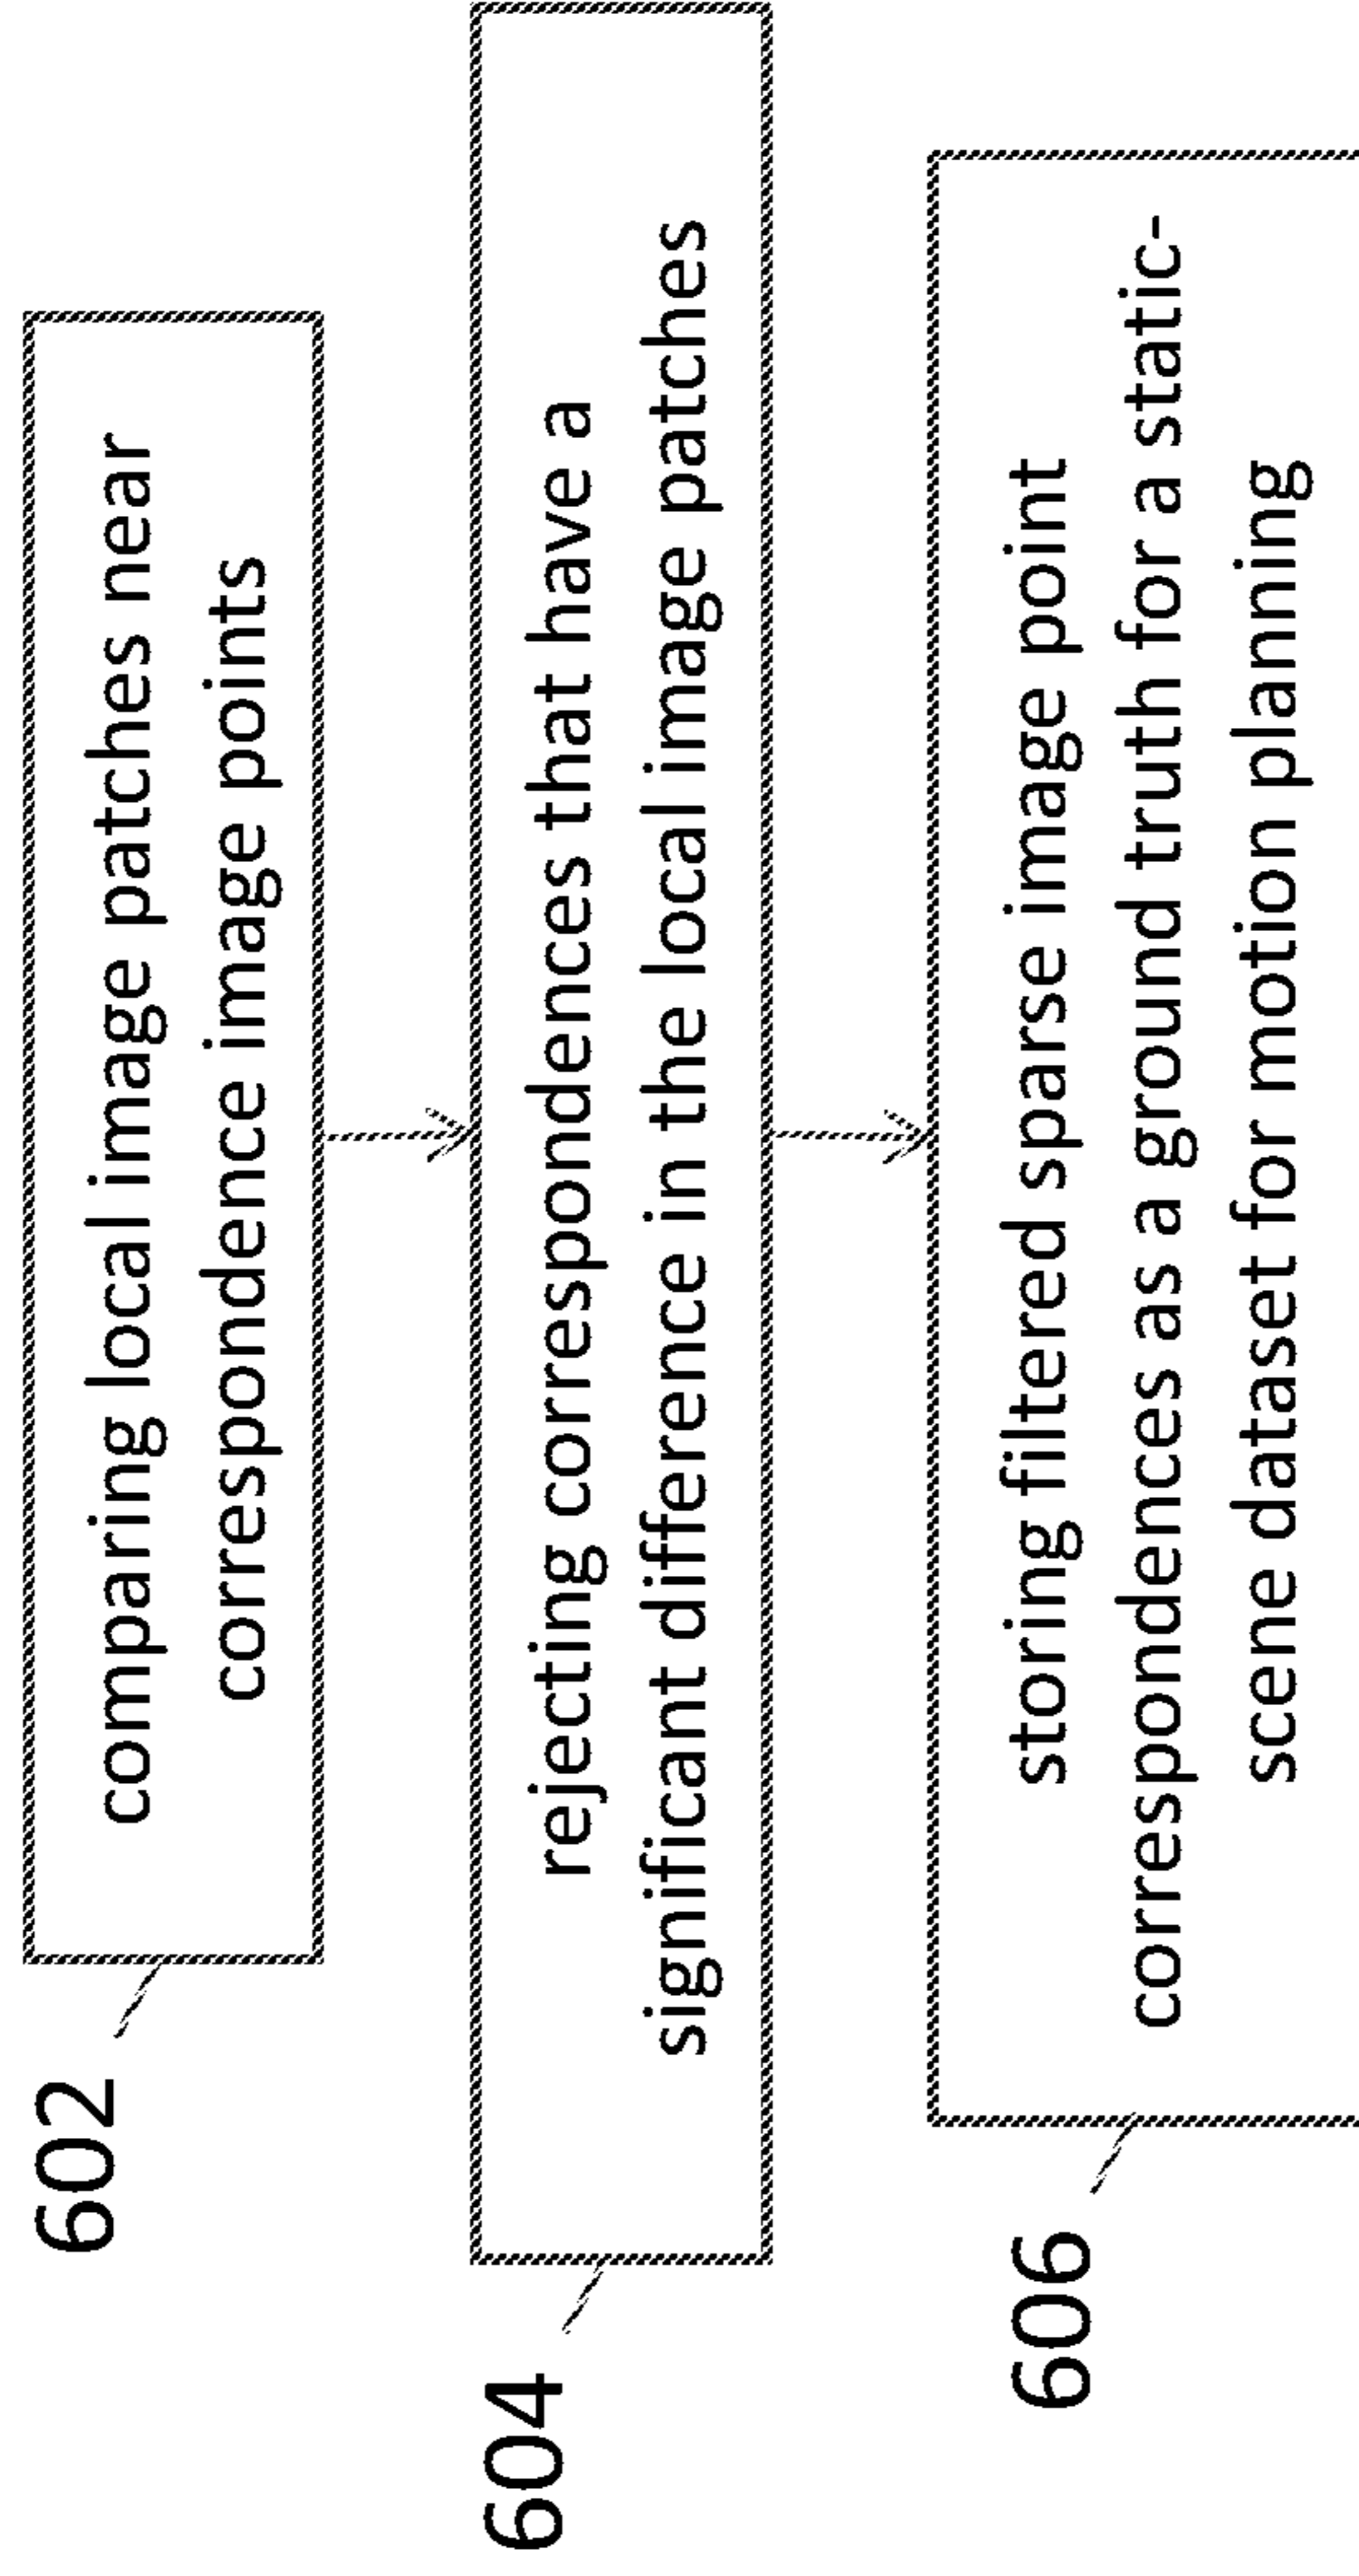 602
comparing local image patches near
correspondence image points
604
rejecting correspondences that have a
significant difference in the local image patches
606
storing filtered sparse image point
correspondences as a ground truth for a static-
scene dataset for motion planning